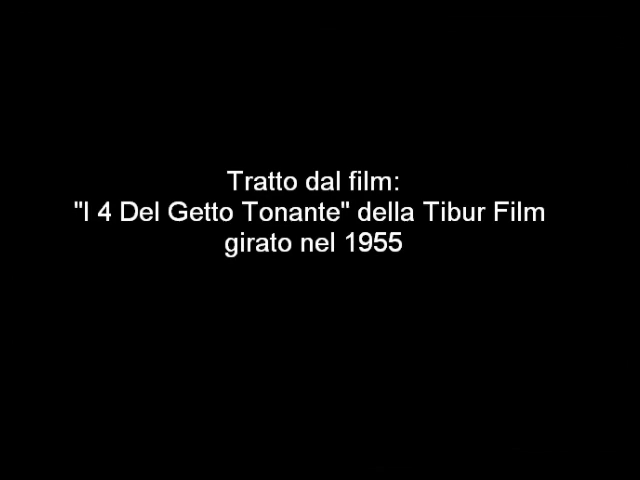 Tratto dal film:
"I 4 Del Getto Tonante" della Tibur Film
girato nel 1955